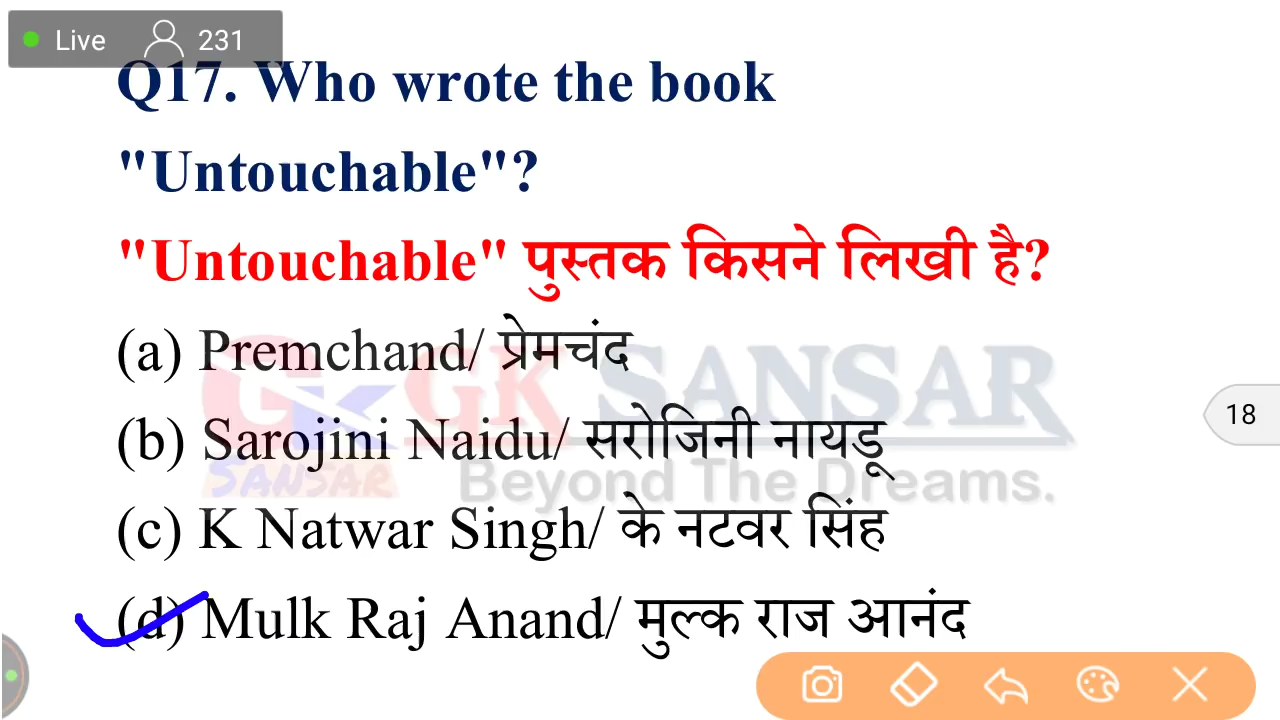 Live 231
Q17. Who wrote the book
"Untouchable"?
"Untouchable" पुस्तक किसने लिखी है?
(a) Premchand/ प्रेमचंद
(b) Sarojini Naidu/ सरोजिनी नायडू
(c) K Natwar Singh/ के नटवर सिंह
(d) Mulk Raj Anand/ मुल्क राज आनंद
18
GK SANSAR
Beyond The Dreams.
SANSAR